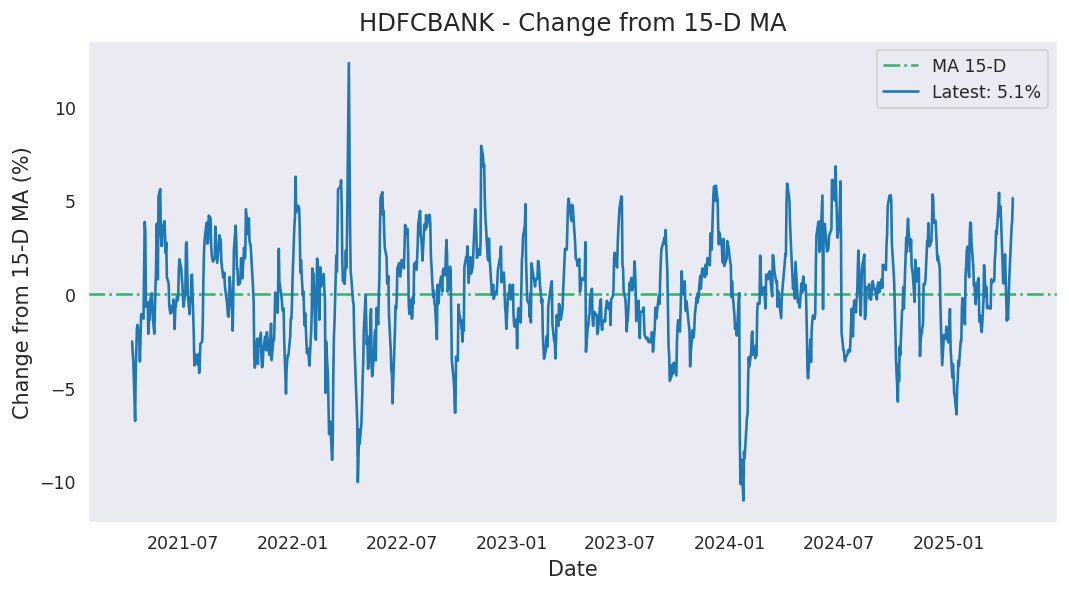 HDFCBANK - Change from 15-D MA
MA 15-D
Latest: 5.1%
Change from 15-D MA (%)
10
5
0
−5
−10
2021-07
2022-01
2022-07
2023-01
2023-07
2024-01
2024-07
2025-01
Date